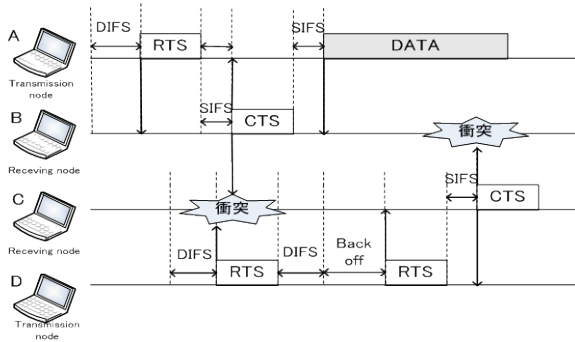 DIFS
SIFS
A
RTS
DATA
Transmission
node
B
SIFS
CTS
衝突
Receving node
SIFS
C
衝突
CTS
Receving node
DIFS
DIFS
Back
off
D
RTS
RTS
Transmission
node